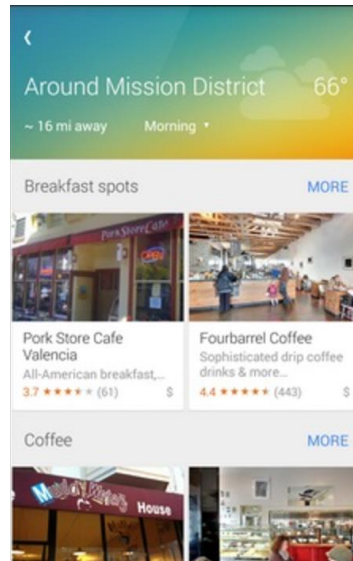 Around Mission District 66°
~ 16 mi away Morning
Breakfast spots MORE
Pork Store Cafe
OPEN
Pork Store Cafe
Valencia
All-American breakfast,...
3.7 (61) $
Fourbarrel Coffee
Sophisticated drip coffee
drinks & more...
4.4 (443) $
Coffee MORE
House